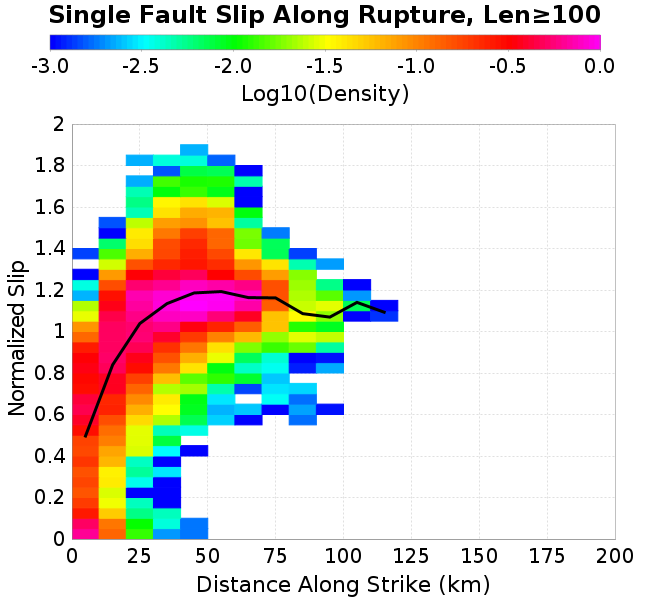 Single Fault Slip Along Rupture, Len≥100
-3.0 -2.5 -2.0 -1.5 -1.0 -0.5 0.0
Log10(Density)
2
1.8
1.6
1.4
1.2
1
0.8
0.6
0.4
0.2
0
Normalized Slip
0 25 50 75 100 125 150 175 200
Distance Along Strike (km)